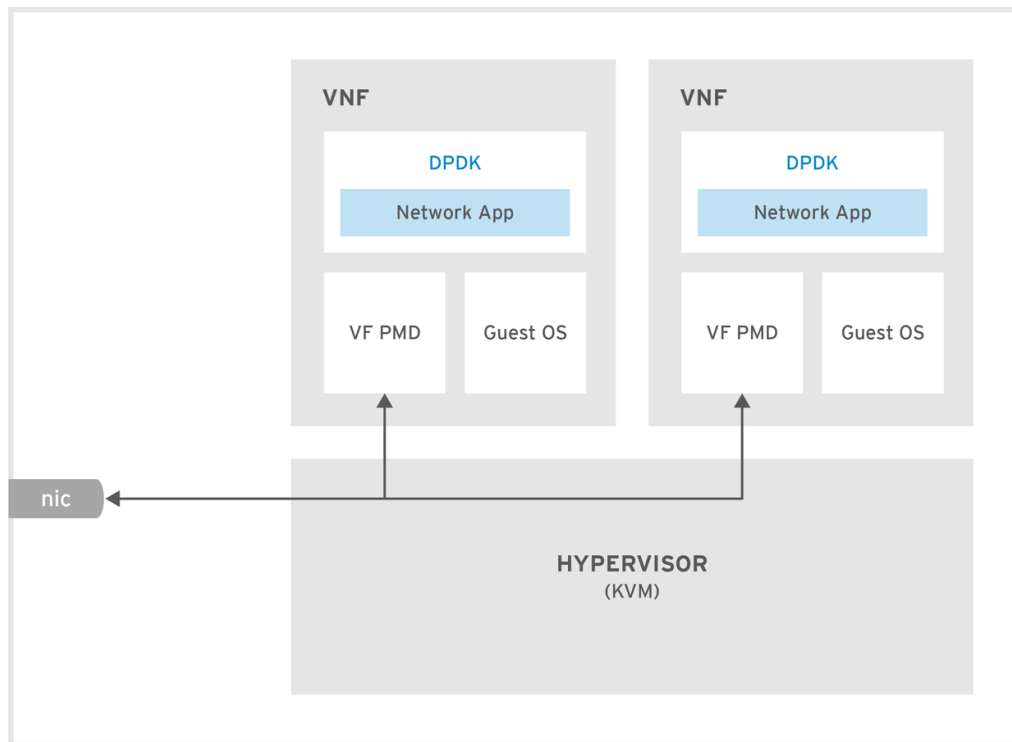 VNF
DPDK
Network App
VF PMD
Guest OS
VNF
DPDK
Network App
VF PMD
Guest OS
nic
HYPERVISOR
(KVM)